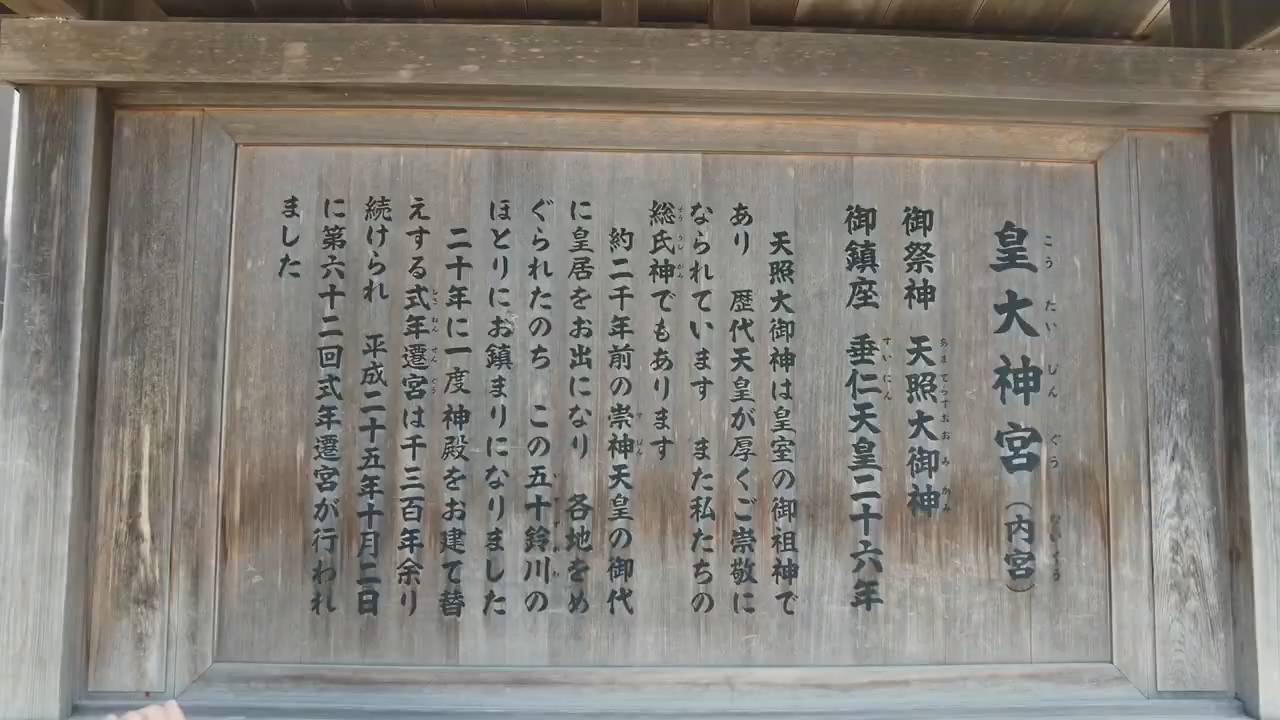 皇大神宮（内宮）
御祭神　天照大御神
御鎮座　垂仁天皇二十六年
天照大御神は皇室の御祖神で
あり　歴代天皇が厚くご崇敬に
なられています　また私たちの
総氏神でもあります
約二千年前の崇神天皇の御代
に皇居をお出になり　各地をめ
ぐられたのち　この五十鈴川の
ほとりにお鎮まりになりました
二十年に一度神殿をお建て替
えする式年遷宮は千三百年余り
続けられ　平成二十五年十月二日
に第六十二回式年遷宮が行われ
ました